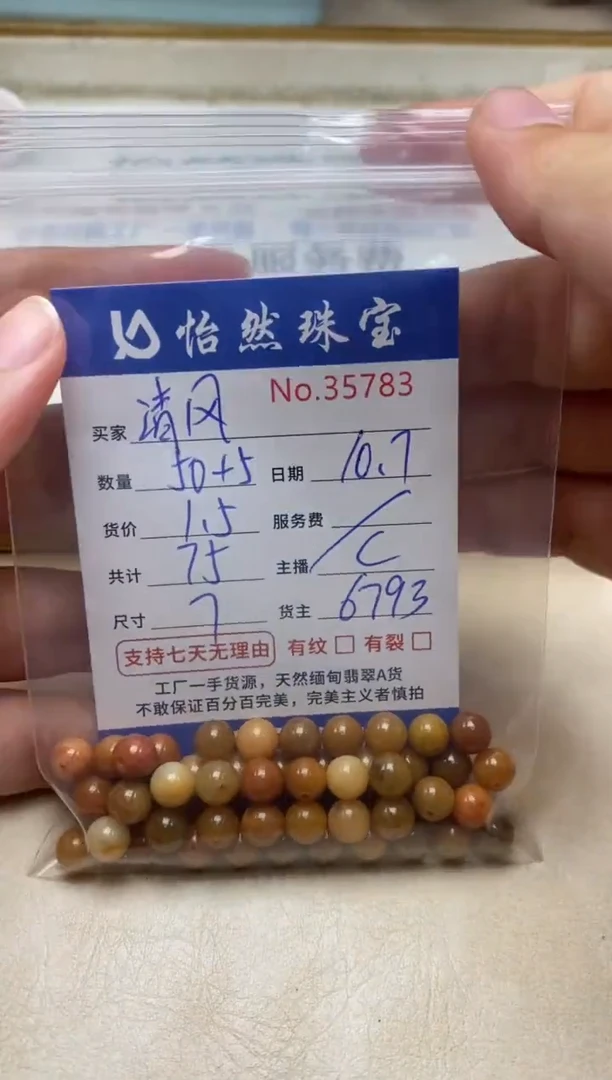 怡然珠宝
No.35783
买家 清风
数量 50+5 日期 10.7
货价 1.5 服务费 /
共计 75 主播 C
尺寸 7 货主 6793
支持七天无理由 有纹 □ 有裂 □
工厂一手货源，天然缅甸翡翠A货
不敢保证百分百完美，完美主义者慎拍